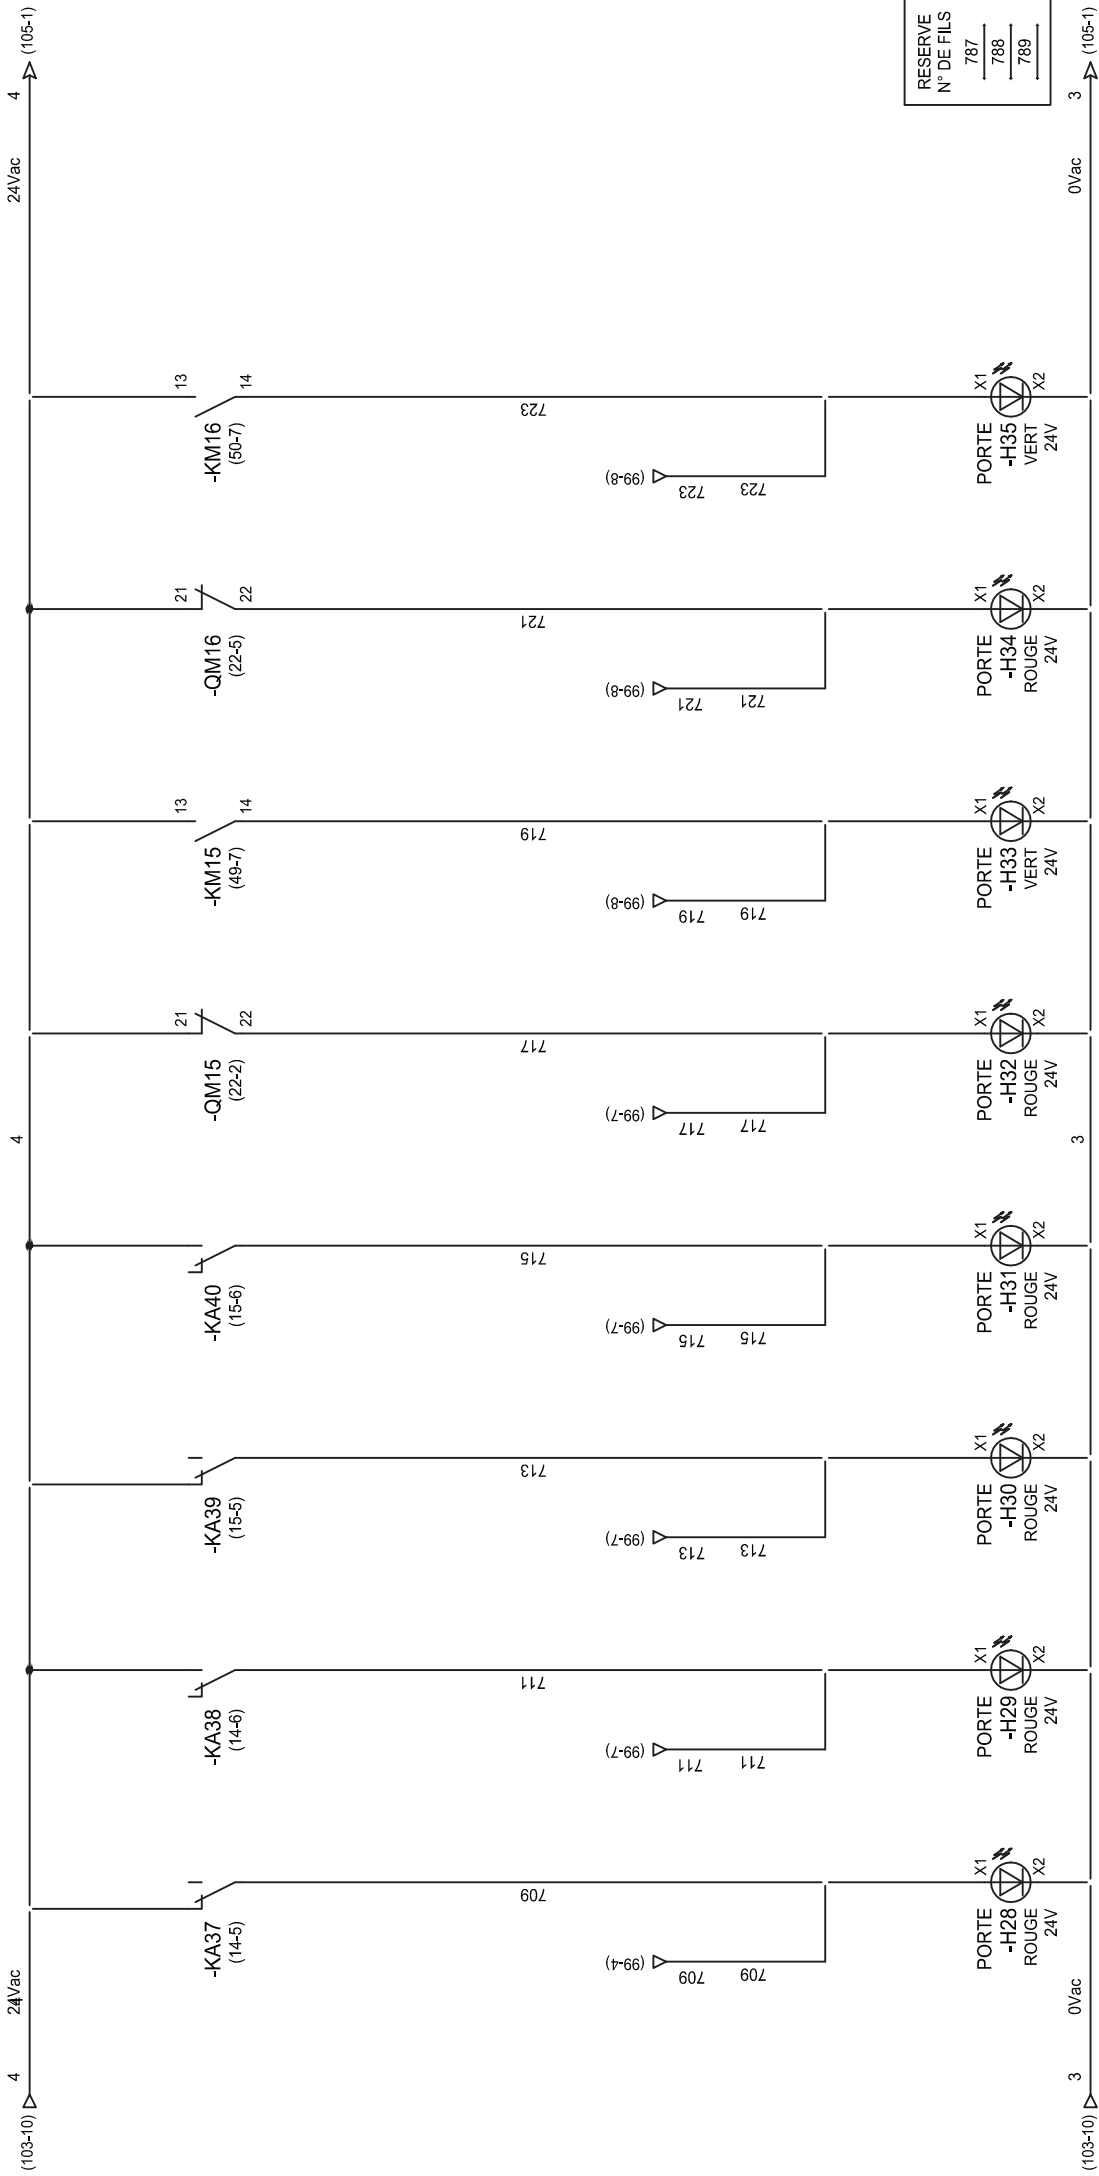 (103-10)
4
24Vac
4
4
4
24Vac
(105-1)
-KA37
(14-5)
-KA38
(14-6)
-KA39
(15-5)
-KA40
(15-6)
-QM15
(22-2)
21
22
-KM15
(49-7)
13
14
-QM16
(22-5)
21
22
-KM16
(50-7)
13
14
709
711
713
715
717
719
721
723
(99-4)
709
709
(99-7)
711
711
(99-7)
713
713
(99-7)
715
715
(99-7)
717
717
(99-8)
719
719
(99-8)
721
721
(99-8)
723
723
PORTE
-H28
ROUGE
24V
X1
X2
PORTE
-H29
ROUGE
24V
X1
X2
PORTE
-H30
ROUGE
24V
X1
X2
PORTE
-H31
ROUGE
24V
X1
X2
PORTE
-H32
ROUGE
24V
X1
X2
PORTE
-H33
VERT
24V
X1
X2
PORTE
-H34
ROUGE
24V
X1
X2
PORTE
-H35
VERT
24V
X1
X2
RESERVE
N° DE FILS
787
788
789
(103-10)
3
0Vac
3
0Vac
3
(105-1)